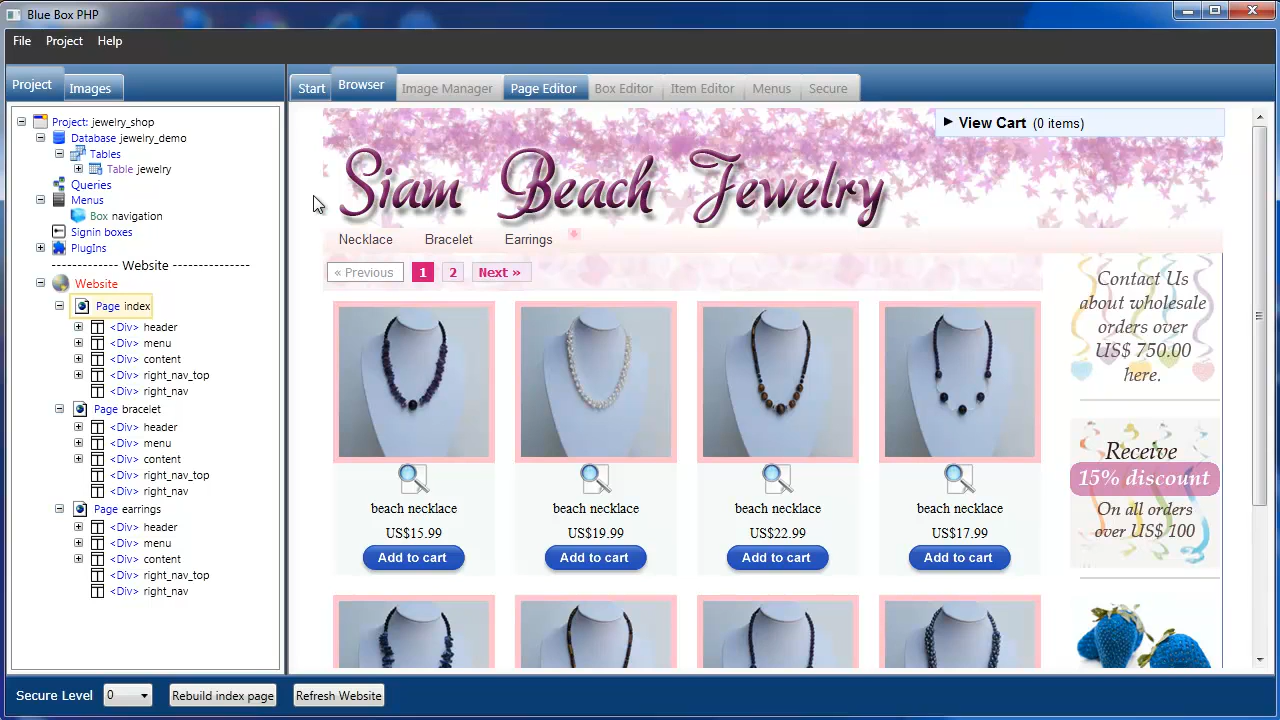 Blue Box PHP
File Project Help
Project Images
Start Browser Image Manager Page Editor Box Editor Item Editor Menus Secure
Project: jewelry_shop
Database jewelry_demo
Tables
Table jewelry
Queries
Menus
Box navigation
Signin boxes
PlugIns
------------ Website ---------------
Website
Page index
<Div> header
<Div> menu
<Div> content
<Div> right_nav_top
<Div> right_nav
Page bracelet
<Div> header
<Div> menu
<Div> content
<Div> right_nav_top
<Div> right_nav
Page earrings
<Div> header
<Div> menu
<Div> content
<Div> right_nav_top
<Div> right_nav
View Cart (0 items)
Siam Beach Jewelry
Necklace Bracelet Earrings
« Previous 1 2 Next »
beach necklace beach necklace beach necklace beach necklace
US$15.99 US$19.99 US$22.99 US$17.99
Add to cart Add to cart Add to cart Add to cart
Contact Us
about wholesale
orders over
US$ 750.00
here.
Receive
15% discount
On all orders
over US$ 100
Secure Level 0 Rebuild index page Refresh Website